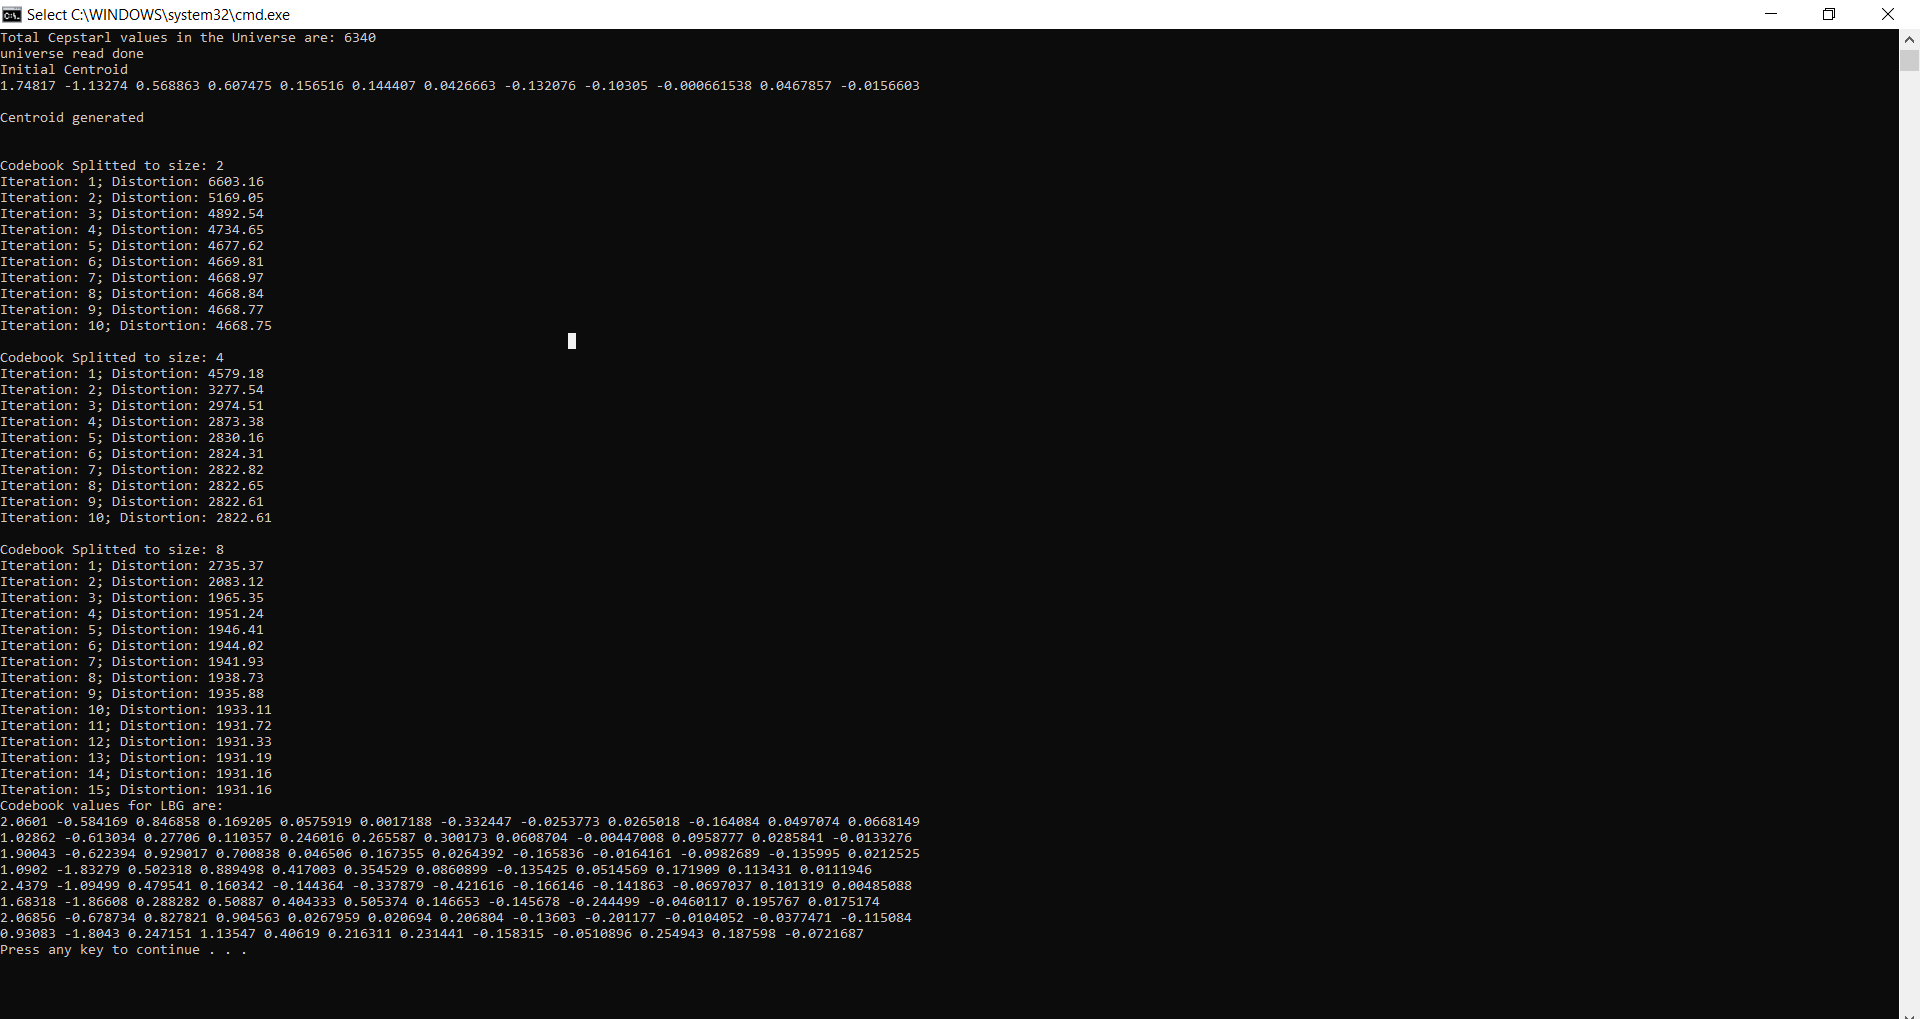 Select C:\WINDOWS\system32\cmd.exe
Total Cepstarl values in the Universe are: 6340
universe read done
Initial Centroid
1.74817 -1.13274 0.568863 0.607475 0.156516 0.144407 0.0426663 -0.132076 -0.10305 -0.000661538 0.0467857 -0.0156603
Centroid generated
Codebook Splitted to size: 2
Iteration: 1; Distortion: 6603.16
Iteration: 2; Distortion: 5169.05
Iteration: 3; Distortion: 4892.54
Iteration: 4; Distortion: 4734.65
Iteration: 5; Distortion: 4677.62
Iteration: 6; Distortion: 4669.81
Iteration: 7; Distortion: 4668.97
Iteration: 8; Distortion: 4668.84
Iteration: 9; Distortion: 4668.77
Iteration: 10; Distortion: 4668.75
Codebook Splitted to size: 4
Iteration: 1; Distortion: 4579.18
Iteration: 2; Distortion: 3277.54
Iteration: 3; Distortion: 2974.51
Iteration: 4; Distortion: 2873.38
Iteration: 5; Distortion: 2830.16
Iteration: 6; Distortion: 2824.31
Iteration: 7; Distortion: 2822.82
Iteration: 8; Distortion: 2822.65
Iteration: 9; Distortion: 2822.61
Iteration: 10; Distortion: 2822.61
Codebook Splitted to size: 8
Iteration: 1; Distortion: 2735.37
Iteration: 2; Distortion: 2083.12
Iteration: 3; Distortion: 1965.35
Iteration: 4; Distortion: 1951.24
Iteration: 5; Distortion: 1946.41
Iteration: 6; Distortion: 1944.02
Iteration: 7; Distortion: 1941.93
Iteration: 8; Distortion: 1938.73
Iteration: 9; Distortion: 1935.88
Iteration: 10; Distortion: 1933.11
Iteration: 11; Distortion: 1931.72
Iteration: 12; Distortion: 1931.33
Iteration: 13; Distortion: 1931.19
Iteration: 14; Distortion: 1931.16
Iteration: 15; Distortion: 1931.16
Codebook values for LBG are:
2.0601 -0.584169 0.846858 0.169205 0.0575919 0.0017188 -0.332447 -0.0253773 0.0265018 -0.164084 0.0497074 0.0668149
1.02862 -0.613034 0.27706 0.110357 0.246016 0.265587 0.300173 0.0608704 -0.00447008 0.0958777 0.0285841 -0.0133276
1.90043 -0.622394 0.929017 0.700838 0.046506 0.167355 0.0264392 -0.165836 -0.0164161 -0.0982689 -0.135995 0.0212525
1.0902 -1.83279 0.502318 0.889498 0.417003 0.354529 0.0860899 -0.135425 0.0514569 0.171909 0.113431 0.0111946
2.4379 -1.09499 0.479541 0.160342 -0.144364 -0.337879 -0.421616 -0.166146 -0.141863 -0.0697037 0.101319 0.00485088
1.68318 -1.86608 0.288282 0.50887 0.404333 0.505374 0.146653 -0.145678 -0.244499 -0.0460117 0.195767 0.0175174
2.06856 -0.678734 0.827821 0.904563 0.0267959 0.020694 0.206804 -0.13603 -0.201177 -0.0104052 -0.0377471 -0.115084
0.93083 -1.8043 0.247151 1.13547 0.40619 0.216311 0.231441 -0.158315 -0.0510896 0.254943 0.187598 -0.0721687
Press any key to continue . . .